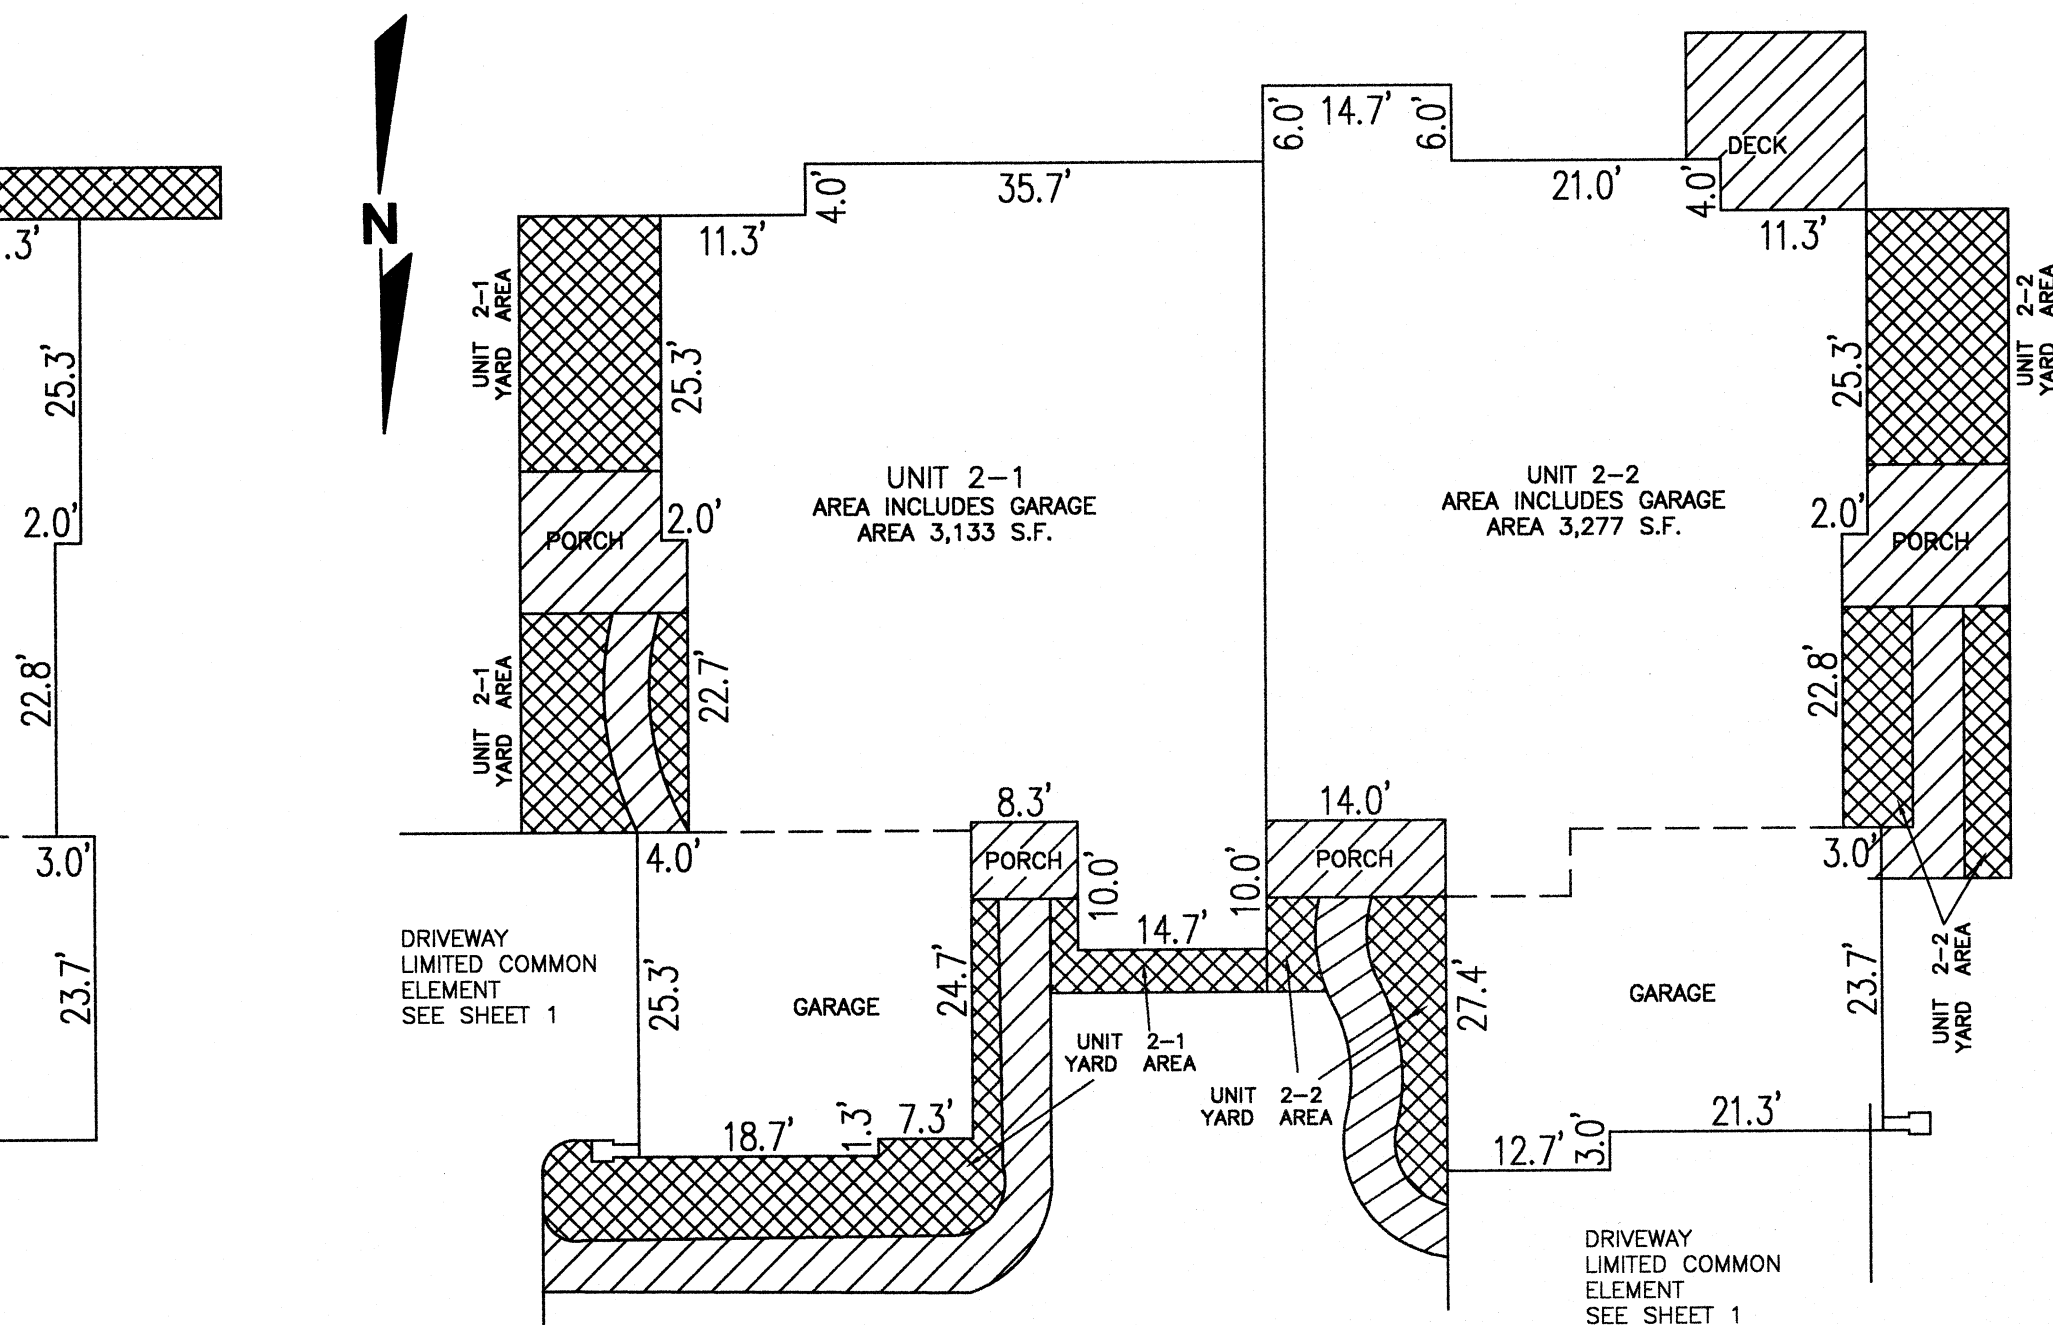 .3'
25.3'
2.0'
22.8'
3.0'
23.7'
N
UNIT 2-1
YARD AREA
11.3'
4.0'
35.7'
25.3'
PORCH
2.0'
UNIT 2-1
AREA INCLUDES GARAGE
AREA 3,133 S.F.
UNIT 2-1
YARD AREA
22.7'
4.0'
8.3'
PORCH
10.0'
14.7'
10.0'
DRIVEWAY
LIMITED COMMON
ELEMENT
SEE SHEET 1
25.3'
GARAGE
24.7'
18.7'
1.3'
7.3'
UNIT 2-1
YARD AREA
6.0'
14.7'
6.0'
21.0'
4.0'
DECK
11.3'
25.3'
UNIT 2-2
YARD AREA
UNIT 2-2
AREA INCLUDES GARAGE
AREA 3,277 S.F.
2.0'
PORCH
22.8'
14.0'
PORCH
3.0'
27.4'
GARAGE
23.7'
UNIT 2-2
YARD AREA
UNIT 2-2
YARD AREA
12.7'
3.0'
21.3'
DRIVEWAY
LIMITED COMMON
ELEMENT
SEE SHEET 1